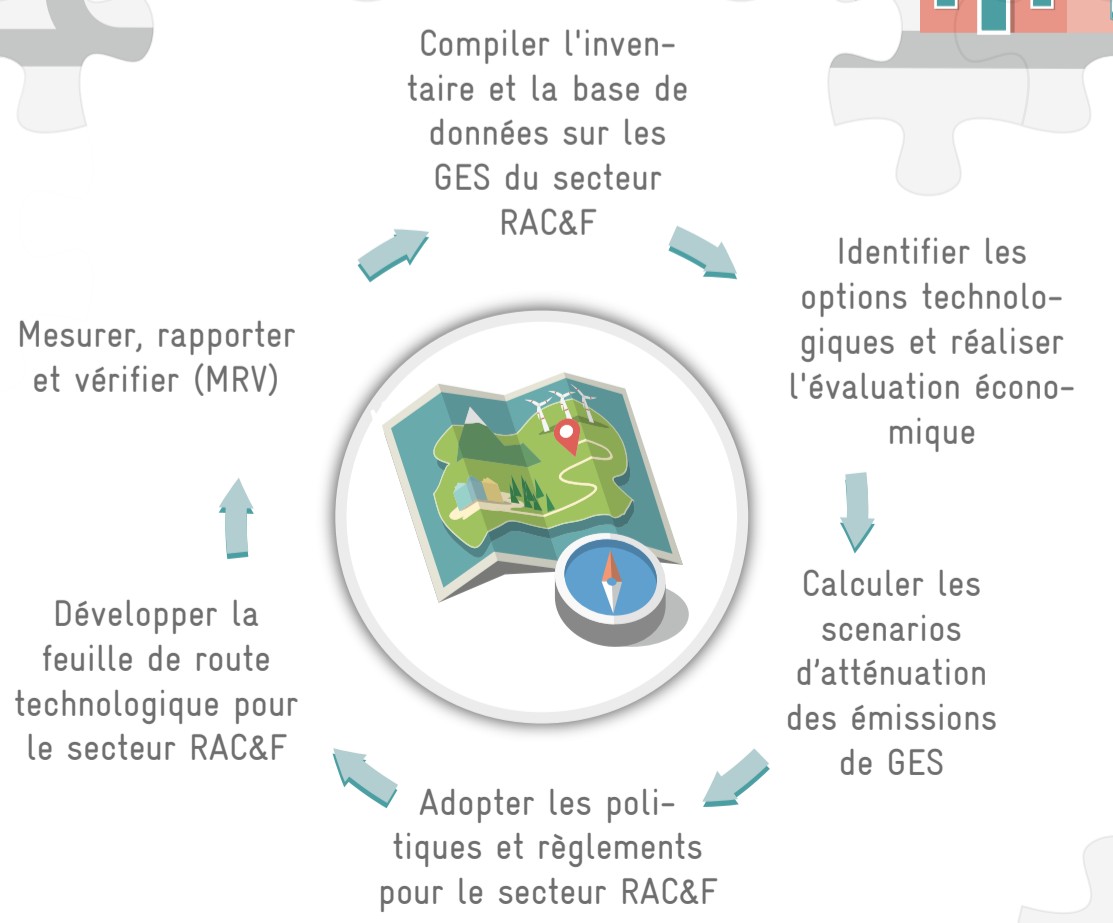 Compiler l'inven-
taire et la base de
données sur les
GES du secteur
RAC&F
Identifier les
options technolo-
giques et réaliser
l'évaluation écono-
mique
Calculer les
scenarios
d’atténuation
des émissions
de GES
Adopter les poli-
tiques et règlements
pour le secteur RAC&F
Développer la
feuille de route
technologique pour
le secteur RAC&F
Mesurer, rapporter
et vérifier (MRV)